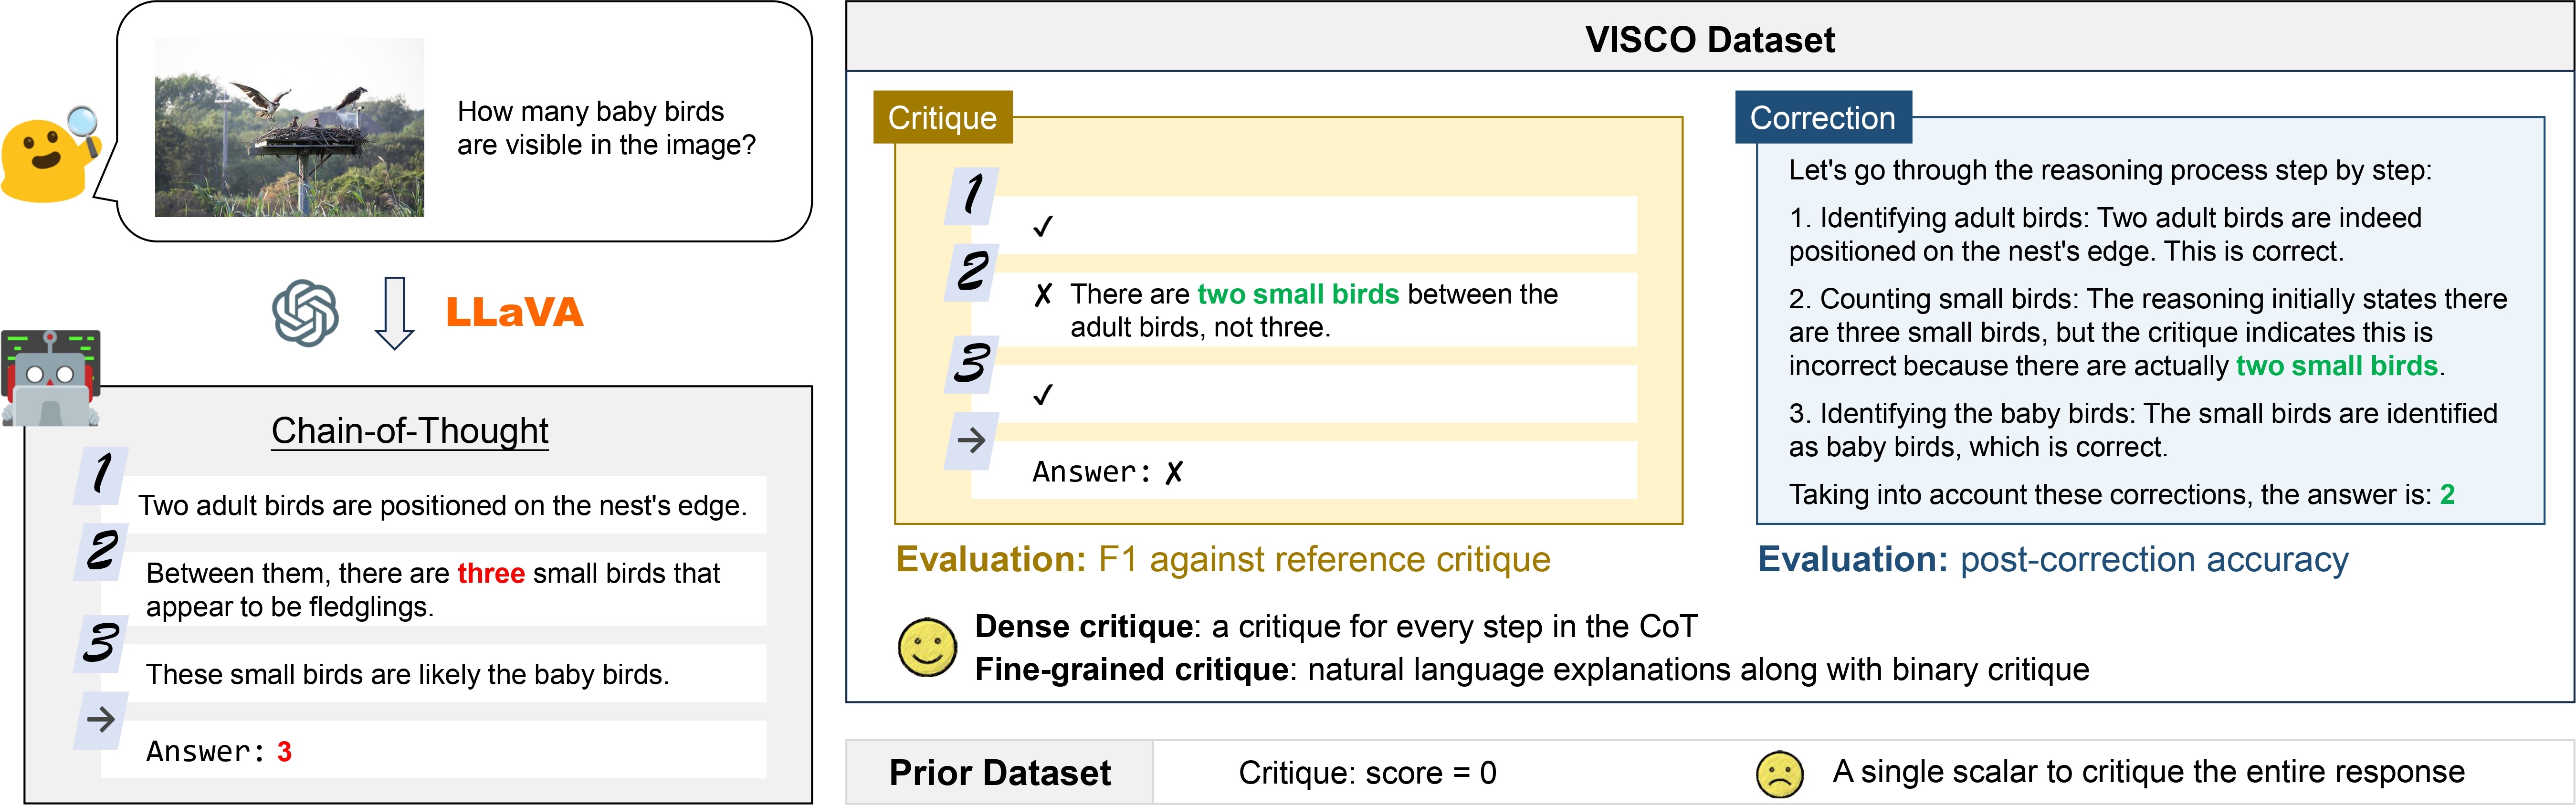 How many baby birds
are visible in the image?
LLaVA
Chain-of-Thought
1
Two adult birds are positioned on the nest's edge.
2
Between them, there are three small birds that
appear to be fledglings.
3
These small birds are likely the baby birds.
→
Answer: 3
VISCO Dataset
Critique
1
✓
2
✗ There are two small birds between the
adult birds, not three.
3
✓
→
Answer: ✗
Evaluation: F1 against reference critique
Correction
Let's go through the reasoning process step by step:
1. Identifying adult birds: Two adult birds are indeed
positioned on the nest's edge. This is correct.
2. Counting small birds: The reasoning initially states there
are three small birds, but the critique indicates this is
incorrect because there are actually two small birds.
3. Identifying the baby birds: The small birds are identified
as baby birds, which is correct.
Taking into account these corrections, the answer is: 2
Evaluation: post-correction accuracy
Dense critique: a critique for every step in the CoT
Fine-grained critique: natural language explanations along with binary critique
Prior Dataset
Critique: score = 0
A single scalar to critique the entire response